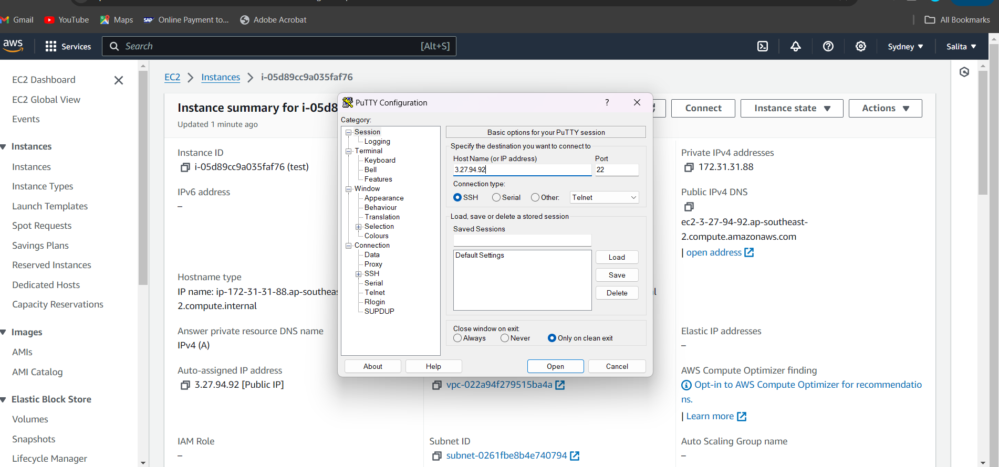 Gmail
YouTube
Maps
SAP
Online Payment to...
Adobe Acrobat
All Bookmarks
aws
Services
Search
[Alt+S]
Sydney
Salita
EC2 Dashboard
EC2 Global View
Events
Instances
Instances
Instance Types
Launch Templates
Spot Requests
Savings Plans
Reserved Instances
Dedicated Hosts
Capacity Reservations
Images
AMIs
AMI Catalog
Elastic Block Store
Volumes
Snapshots
Lifecycle Manager
EC2
Instances
i-05d89cc9a035faf76
Instance summary for i-05d8
Updated 1 minute ago
Connect
Instance state
Actions
Instance ID
i-05d89cc9a035faf76 (test)
IPv6 address
–
Hostname type
IP name: ip-172-31-31-88.ap-southeas
2.compute.internal
Answer private resource DNS name
IPv4 (A)
Auto-assigned IP address
3.27.94.92 [Public IP]
IAM Role
–
PuTTY Configuration
?
Category:
Session
Logging
Terminal
Keyboard
Bell
Features
Window
Appearance
Behaviour
Translation
Selection
Colours
Connection
Data
Proxy
SSH
Serial
Telnet
Rlogin
SUPDUP
Basic options for your PuTTY session
Specify the destination you want to connect to
Host Name (or IP address)
Port
3.27.94.92
22
Connection type:
SSH
Serial
Other:
Telnet
Load, save or delete a stored session
Saved Sessions
Default Settings
Load
Save
Delete
Close window on exit:
Always
Never
Only on clean exit
About
Help
Open
Cancel
vpc-022a94f279515ba4a
Subnet ID
subnet-0261fbe8b4e740794
Private IPv4 addresses
172.31.31.88
Public IPv4 DNS
ec2-3-27-94-92.ap-southeast-
2.compute.amazonaws.com
| open address
Elastic IP addresses
–
AWS Compute Optimizer finding
Opt-in to AWS Compute Optimizer for recommendatio
ns.
| Learn more
Auto Scaling Group name
–